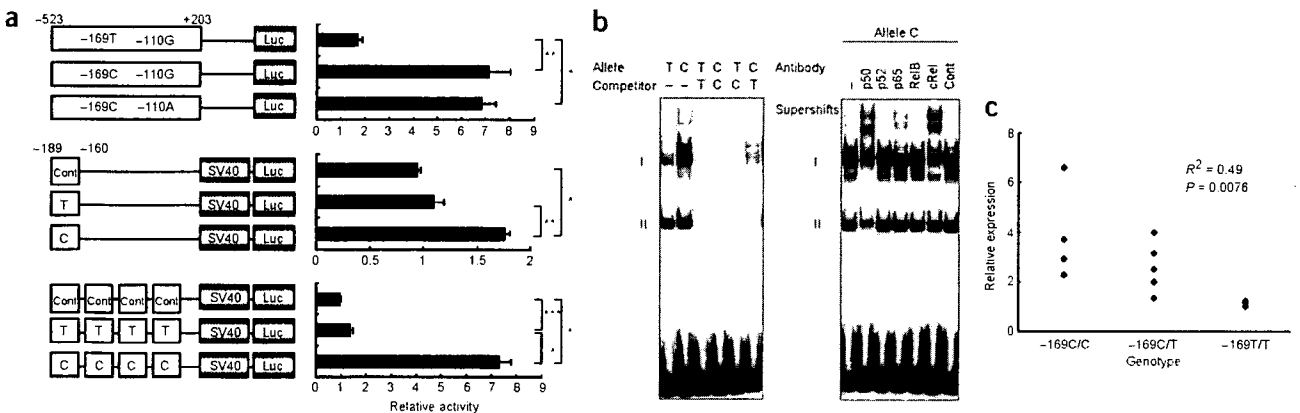 a
−523 +203
−169T −110G Luc
−169C −110G Luc
−169C −110A Luc
0 1 2 3 4 5 6 7 8 9
−189 −160
Cont SV40 Luc
T SV40 Luc
C SV40 Luc
0 0.5 1 1.5 2
Cont Cont Cont Cont SV40 Luc
T T T T SV40 Luc
C C C C SV40 Luc
0 1 2 3 4 5 6 7 8 9
Relative activity
b
Allele T C T C T C
Competitor – – T C C T
I
II
Allele C
Antibody – p50 p52 p65 RelB cRel Cont
Supershifts
I
II
c
R² = 0.49
P = 0.0076
Relative expression
8
6
4
2
0
−169C/C −169C/T −169T/T
Genotype